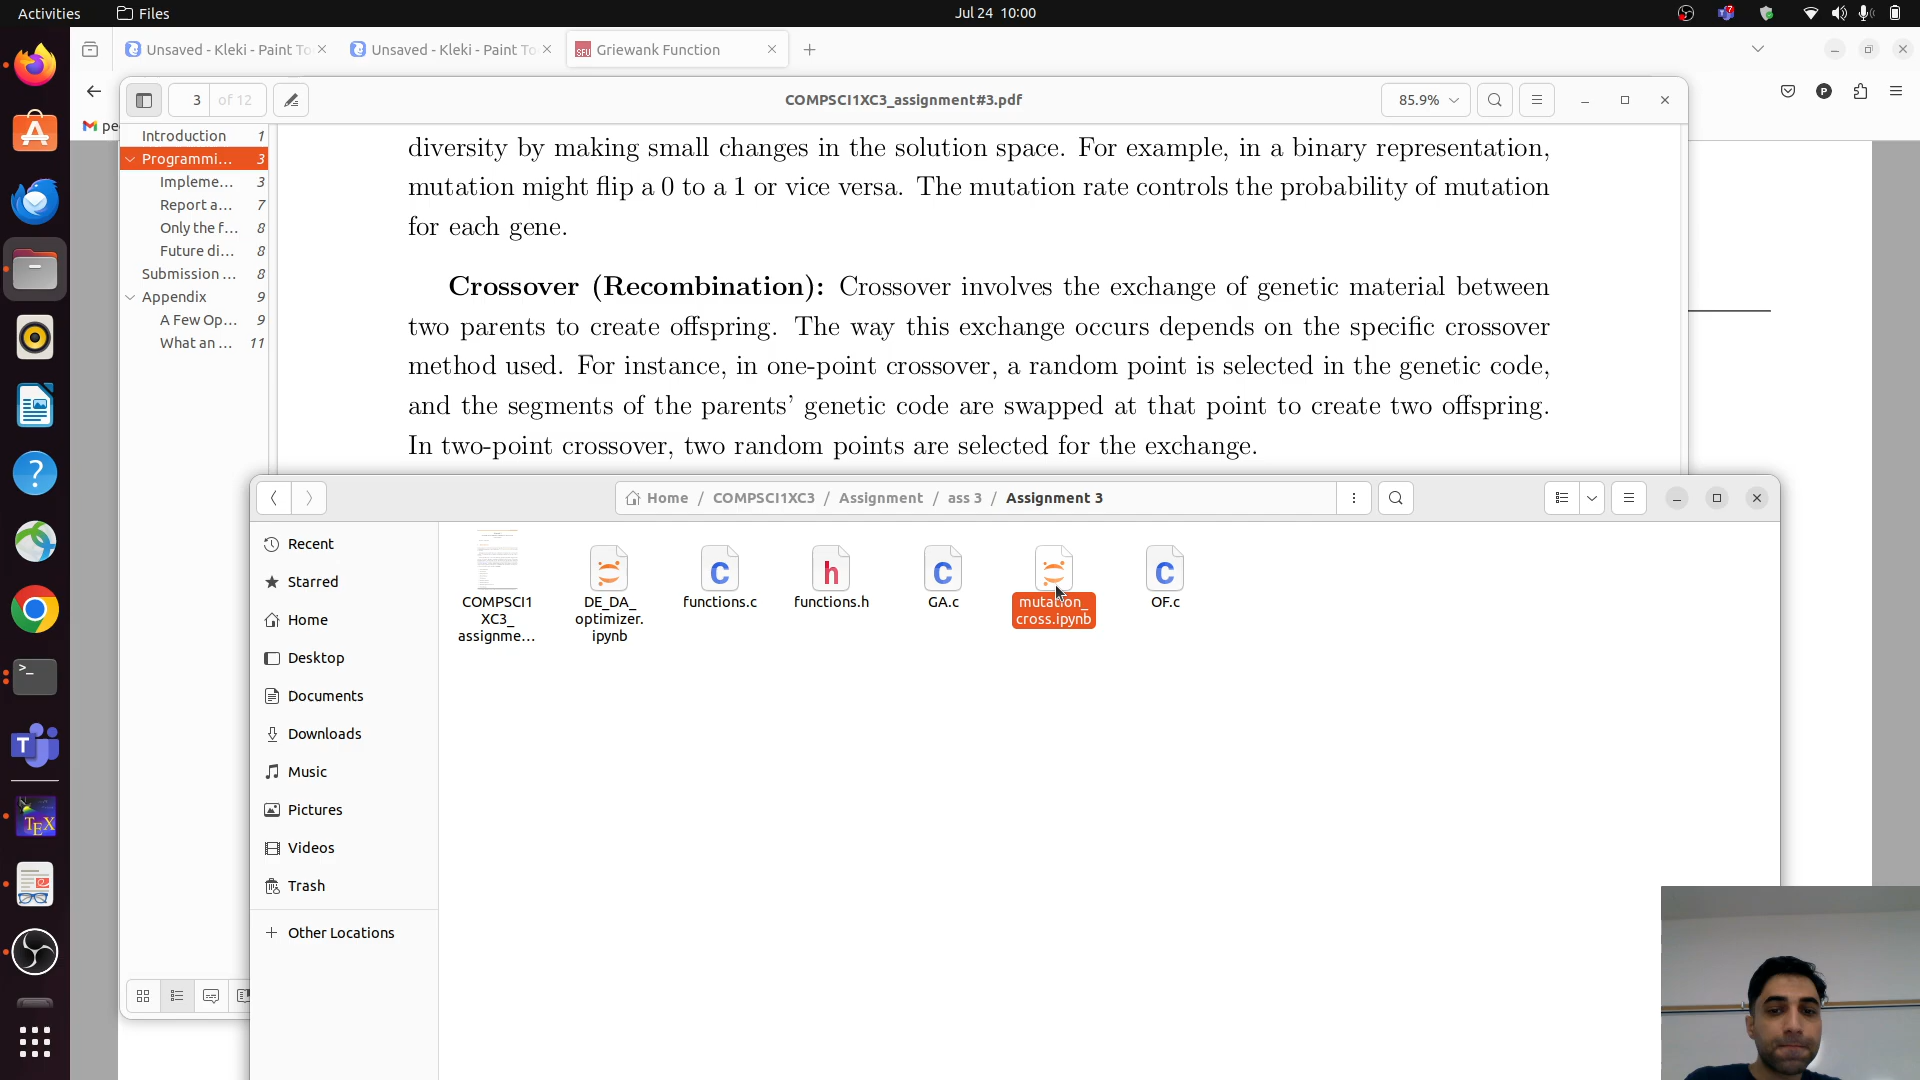 Activities
Files
Jul 24 10:00
Unsaved - Kleki - Paint To
Unsaved - Kleki - Paint To
SFU Griewank Function
3 of 12
COMPSCI1XC3_assignment#3.pdf
85.9%
pe
Introduction 1
Programmi... 3
Impleme... 3
Report a... 7
Only the f... 8
Future di... 8
Submission ... 8
Appendix 9
A Few Op... 9
What an ... 11
diversity by making small changes in the solution space. For example, in a binary representation,
mutation might flip a 0 to a 1 or vice versa. The mutation rate controls the probability of mutation
for each gene.
Crossover (Recombination): Crossover involves the exchange of genetic material between
two parents to create offspring. The way this exchange occurs depends on the specific crossover
method used. For instance, in one-point crossover, a random point is selected in the genetic code,
and the segments of the parents' genetic code are swapped at that point to create two offspring.
In two-point crossover, two random points are selected for the exchange.
Home / COMPSCI1XC3 / Assignment / ass 3 / Assignment 3
Recent
Starred
Home
Desktop
Documents
Downloads
Music
Pictures
Videos
Trash
Other Locations
COMPSCI1
XC3_
assignme...
DE_DA_
optimizer.
ipynb
functions.c
functions.h
GA.c
mutation_
cross.ipynb
OF.c